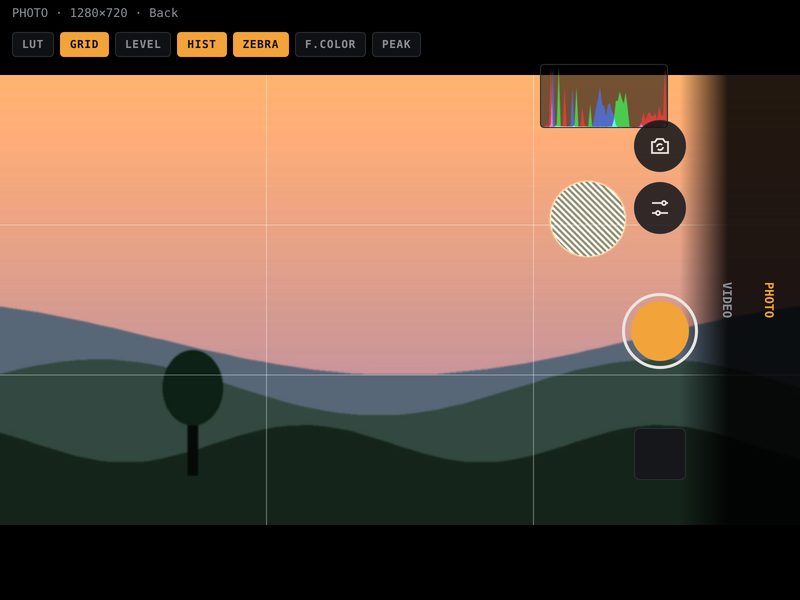 PHOTO · 1280×720 · Back
LUT GRID LEVEL HIST ZEBRA F.COLOR PEAK
VIDEO
PHOTO